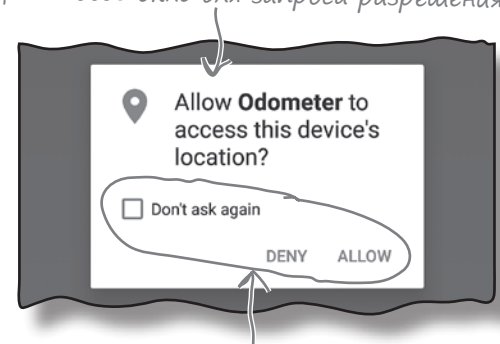 окно для запроса разрешения
Allow Odometer to
access this device's
location?
Don't ask again
DENY ALLOW